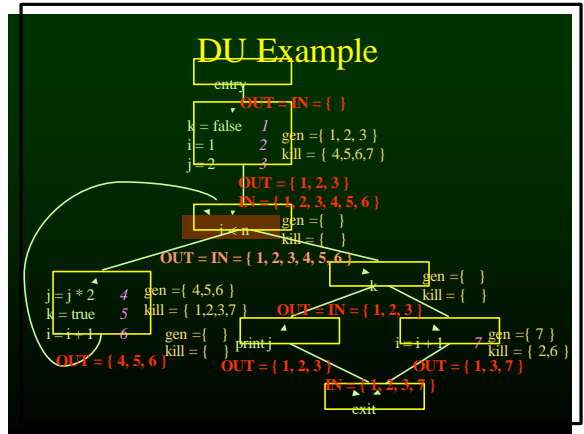 DU Example
entry
OUT = IN = { }
k = false 1
i = 1 2
j = 2 3
gen ={ 1, 2, 3 }
kill = { 4,5,6,7 }
OUT = { 1, 2, 3 }
IN = { 1, 2, 3, 4, 5, 6 }
i < n
gen ={ }
kill = { }
OUT = IN = { 1, 2, 3, 4, 5, 6 }
j = j * 2 4
k = true 5
i = i + 1 6
gen ={ 4,5,6 }
kill = { 1,2,3,7 }
OUT = { 4, 5, 6 }
k
gen ={ }
kill = { }
OUT = IN = { 1, 2, 3 }
print j
gen ={ }
kill = { }
OUT = { 1, 2, 3 }
i = i + 1 7
gen ={ 7 }
kill = { 2,6 }
OUT = { 1, 3, 7 }
IN = { 1, 2, 3, 7 }
exit